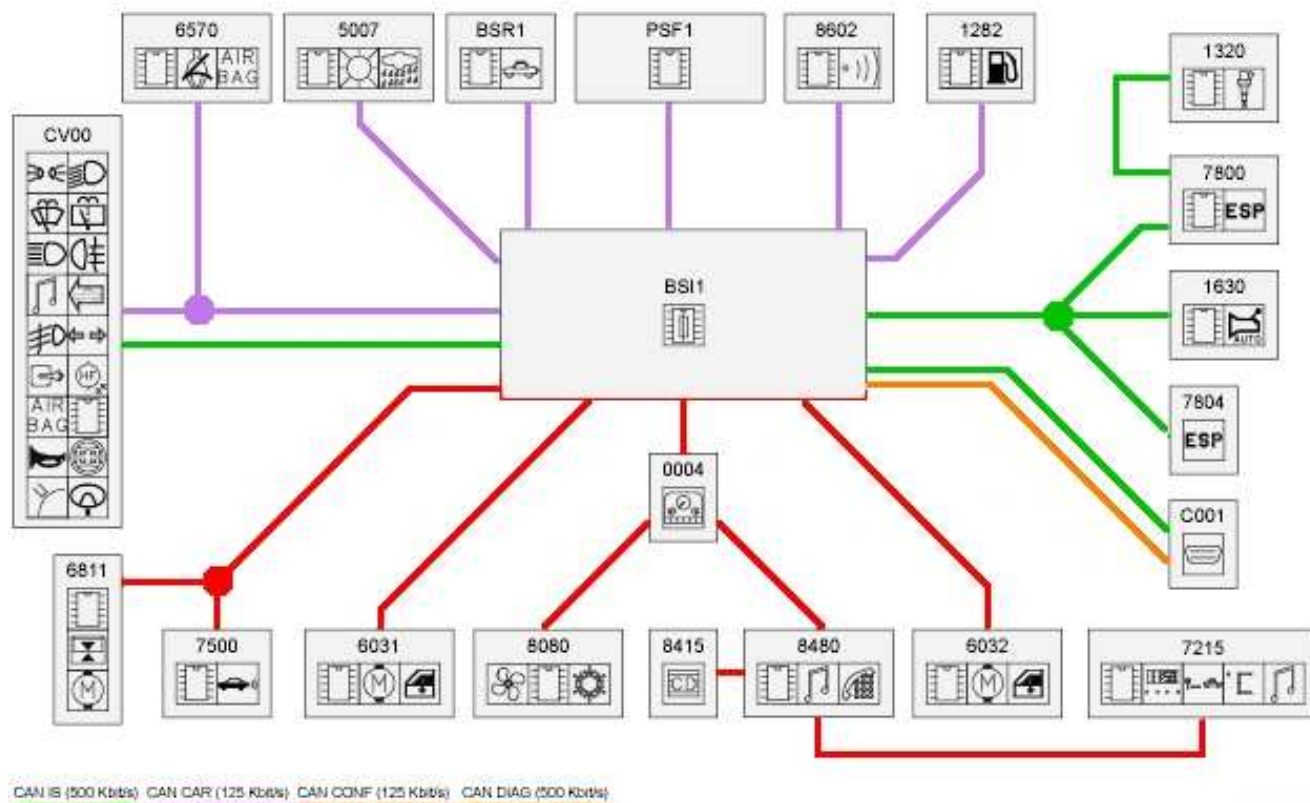 6570
5007
BSR1
PSF1
8602
1282
1320
AIR
BAG
CV00
7800
ESP
BSI1
1630
AUTO
HF
AIR
BAG
7804
ESP
0004
C001
6811
7500
6031
8080
8415
8480
6032
7215
M
M
CD
M
°C
M
CAN IS (500 Kbit/s) CAN CAR (125 Kbit/s) CAN CONF (125 Kbit/s) CAN DIAG (500 Kbit/s)